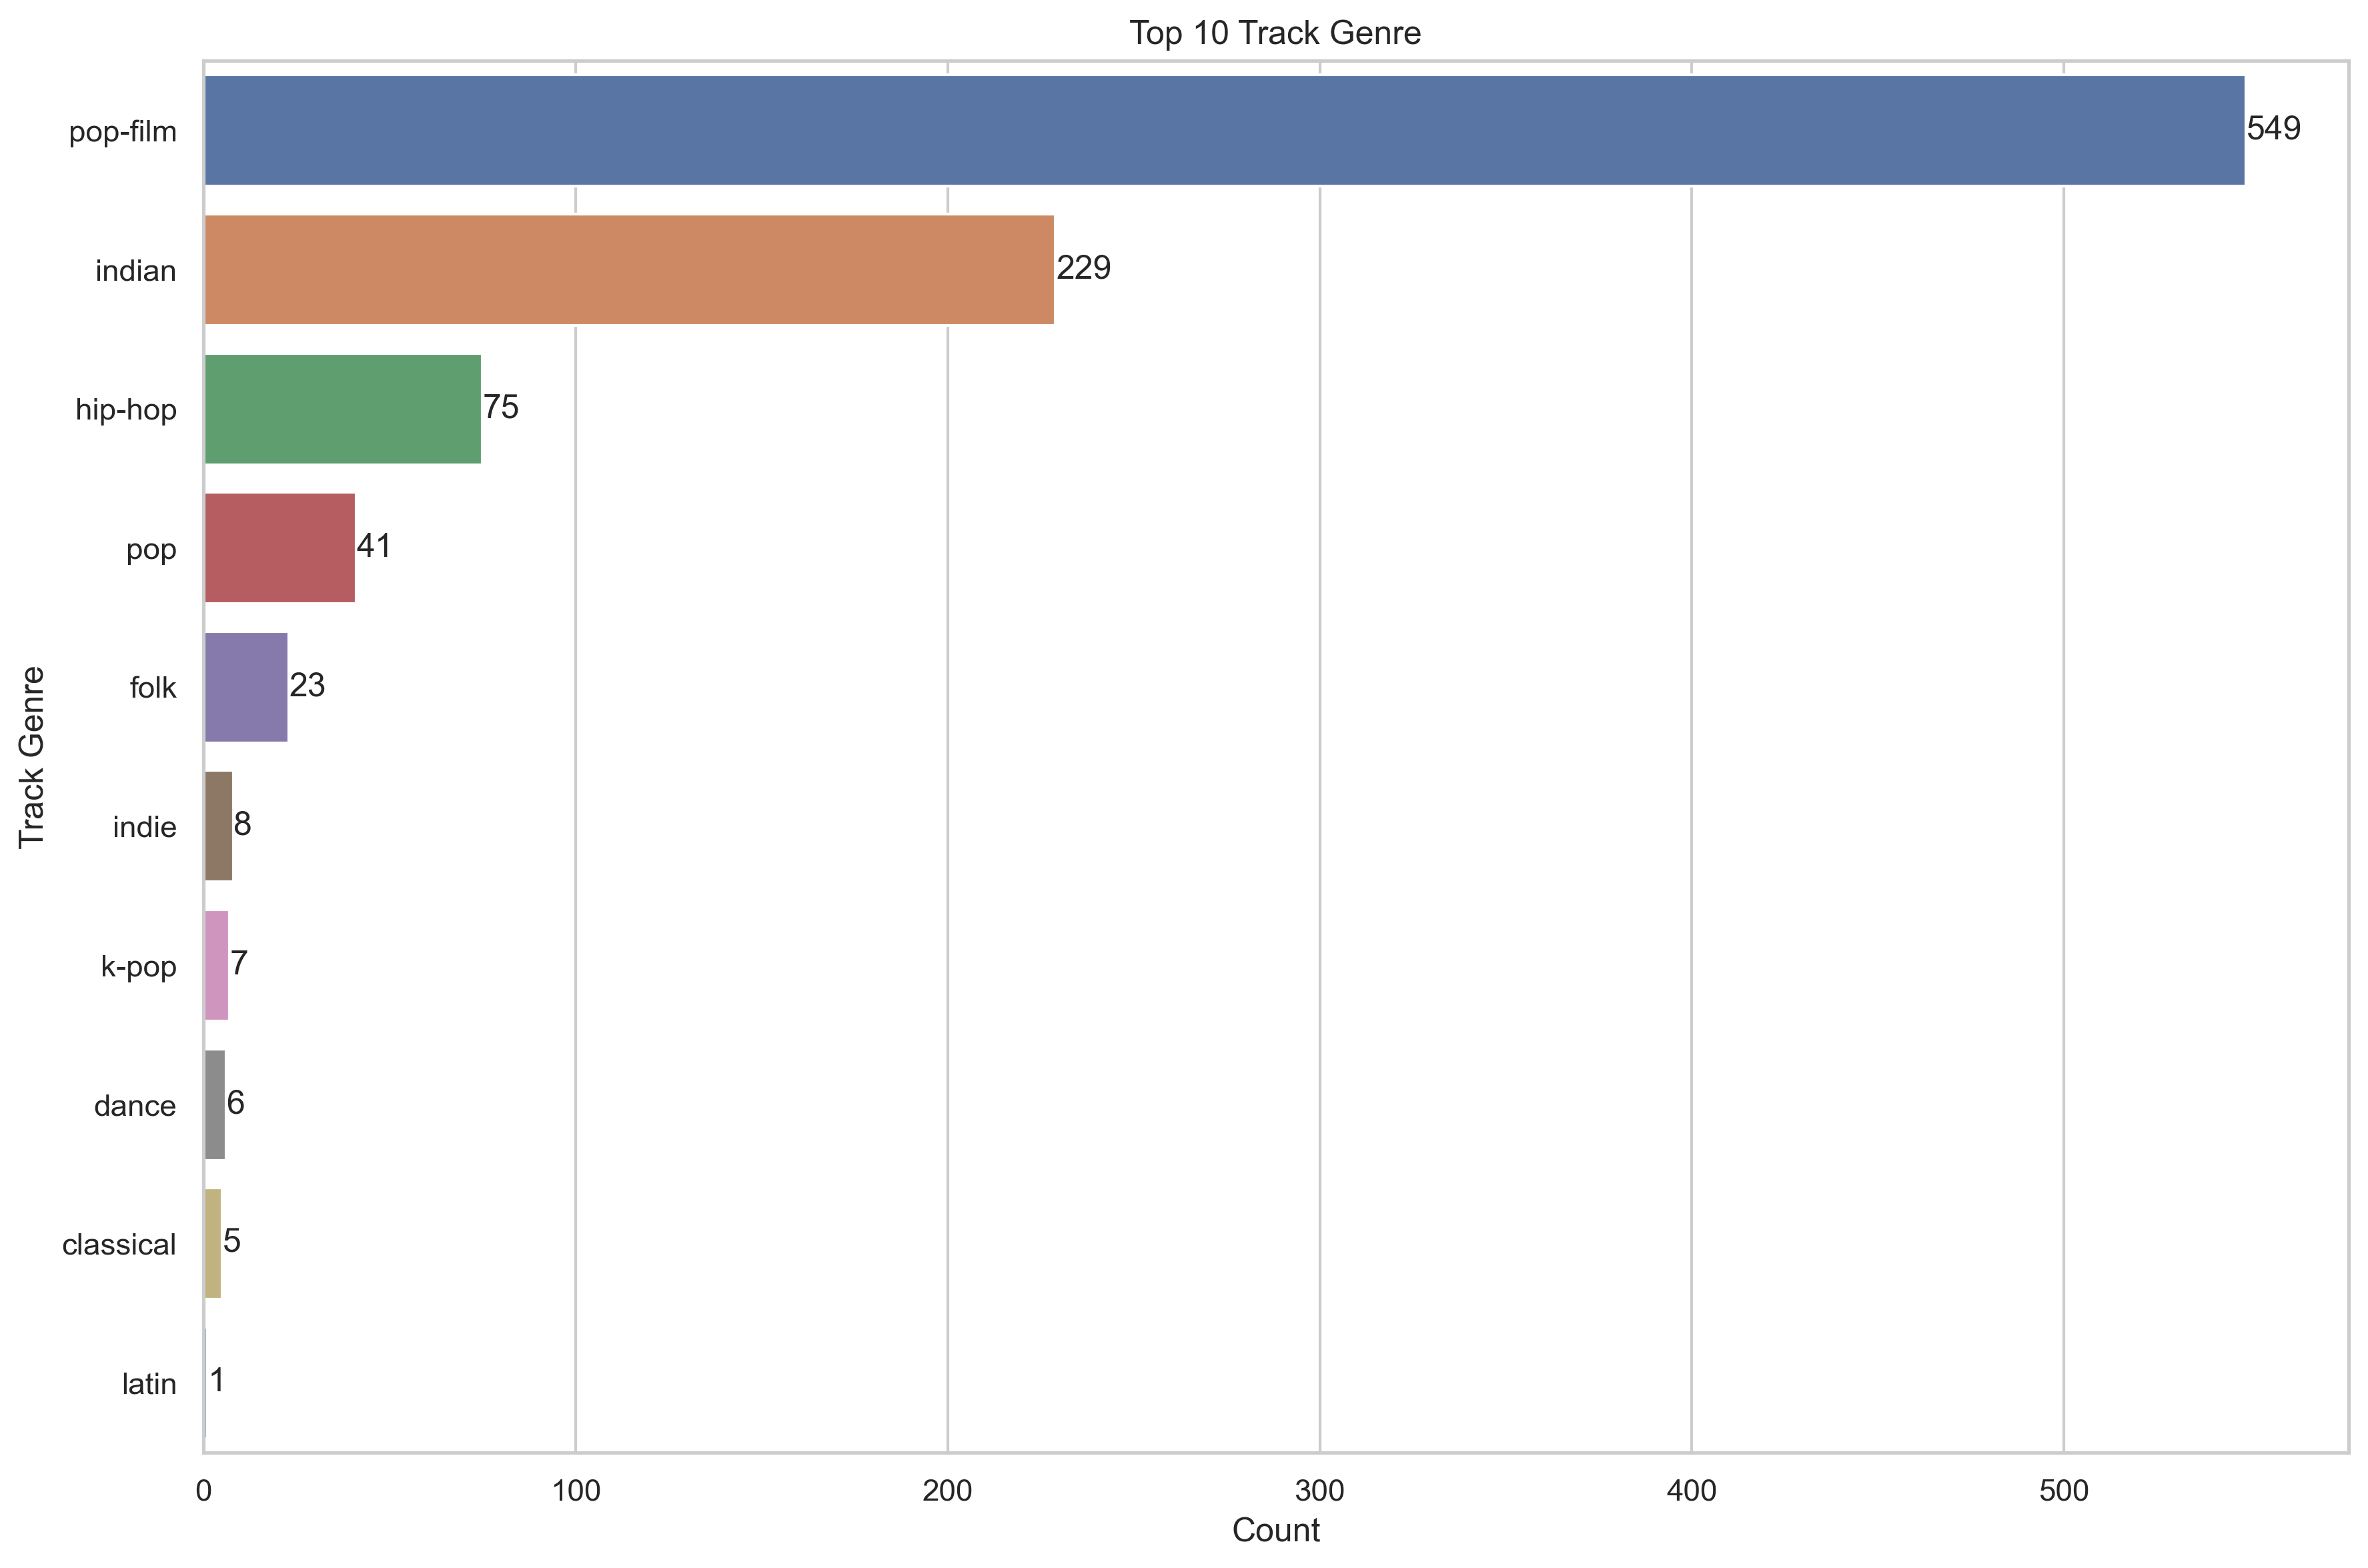 Top 10 Track Genre
pop-film 549
indian 229
hip-hop 75
pop 41
folk 23
indie 8
k-pop 7
dance 6
classical 5
latin 1
Track Genre
0 100 200 300 400 500
Count